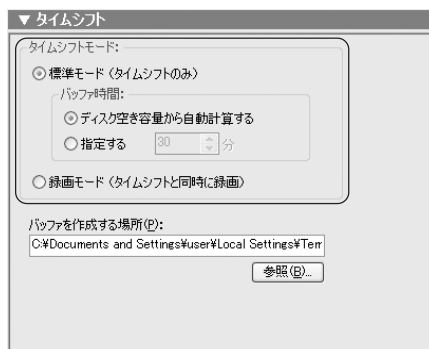 ▼ タイムシフト
タイムシフトモード:
標準モード（タイムシフトのみ）
バッファ時間:
ディスク空き容量から自動計算する
指定する 30 分
録画モード（タイムシフトと同時に録画）
バッファを作成する場所(P):
C:¥Documents and Settings¥user¥Local Settings¥Tem
参照(B)...